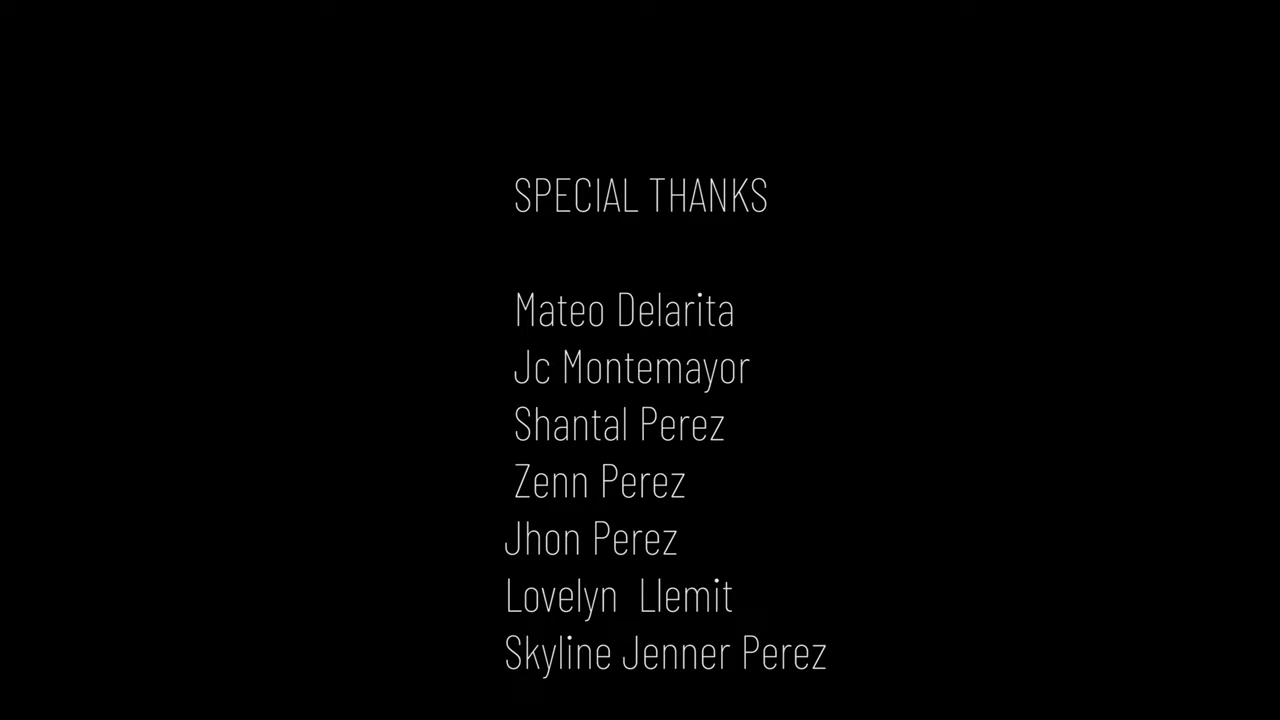 SPECIAL THANKS
Mateo Delarita
Jc Montemayor
Shantal Perez
Zenn Perez
Jhon Perez
Lovelyn  Llemit
Skyline Jenner Perez